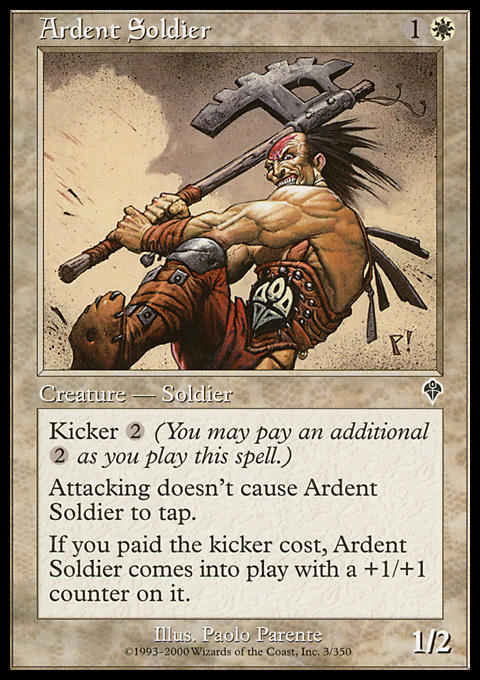 Ardent Soldier 1
P!
Creature — Soldier
Kicker 2 (You may pay an additional
2 as you play this spell.)
Attacking doesn't cause Ardent
Soldier to tap.
If you paid the kicker cost, Ardent
Soldier comes into play with a +1/+1
counter on it.
Illus. Paolo Parente
©1993–2000 Wizards of the Coast, Inc. 3/350
1/2